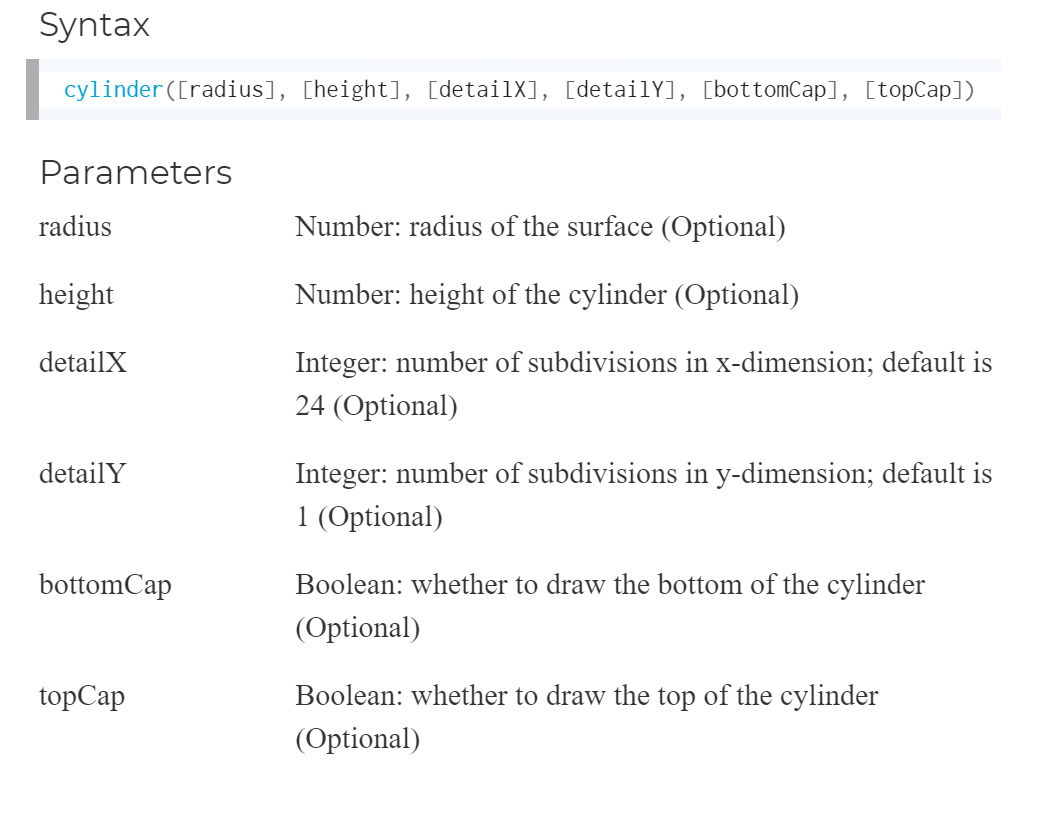 Syntax
cylinder([radius], [height], [detailX], [detailY], [bottomCap], [topCap])
Parameters
radius Number: radius of the surface (Optional)
height Number: height of the cylinder (Optional)
detailX Integer: number of subdivisions in x-dimension; default is
24 (Optional)
detailY Integer: number of subdivisions in y-dimension; default is
1 (Optional)
bottomCap Boolean: whether to draw the bottom of the cylinder
(Optional)
topCap Boolean: whether to draw the top of the cylinder
(Optional)